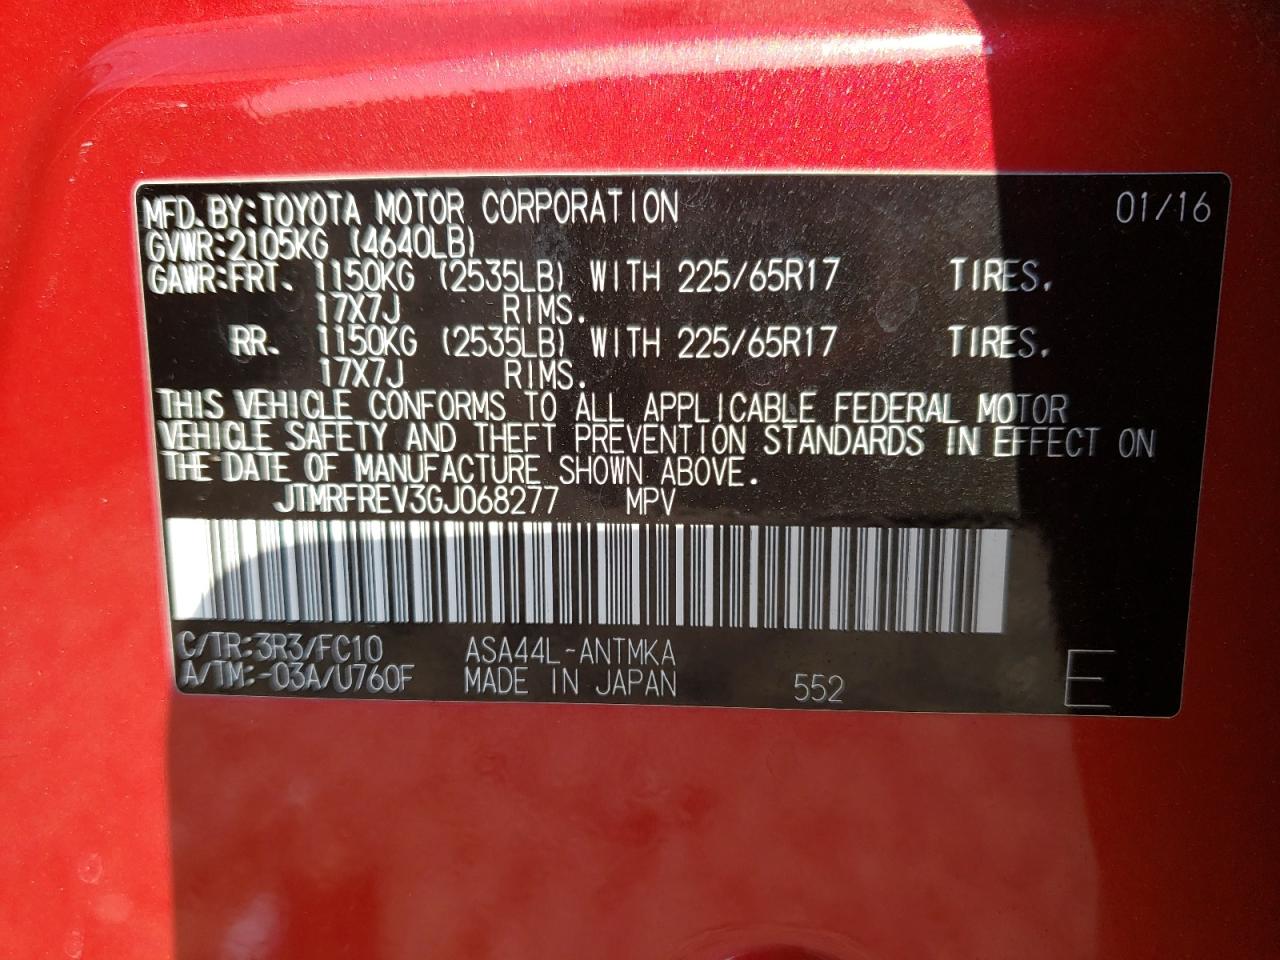 MFD. BY: TOYOTA MOTOR CORPORATION 01/16
GVWR: 2105KG (4640LB)
GAWR: FRT. 1150KG (2535LB) WITH 225/65R17 TIRES.
17X7J RIMS.
RR. 1150KG (2535LB) WITH 225/65R17 TIRES.
17X7J RIMS.
THIS VEHICLE CONFORMS TO ALL APPLICABLE FEDERAL MOTOR
VEHICLE SAFETY AND THEFT PREVENTION STANDARDS IN EFFECT ON
THE DATE OF MANUFACTURE SHOWN ABOVE.
JTMRFREV3GJ068277 MPV
C/TR: 3R3/FC10 ASA44L-ANTMKA
A/TM: -03A/U760F MADE IN JAPAN 552 E